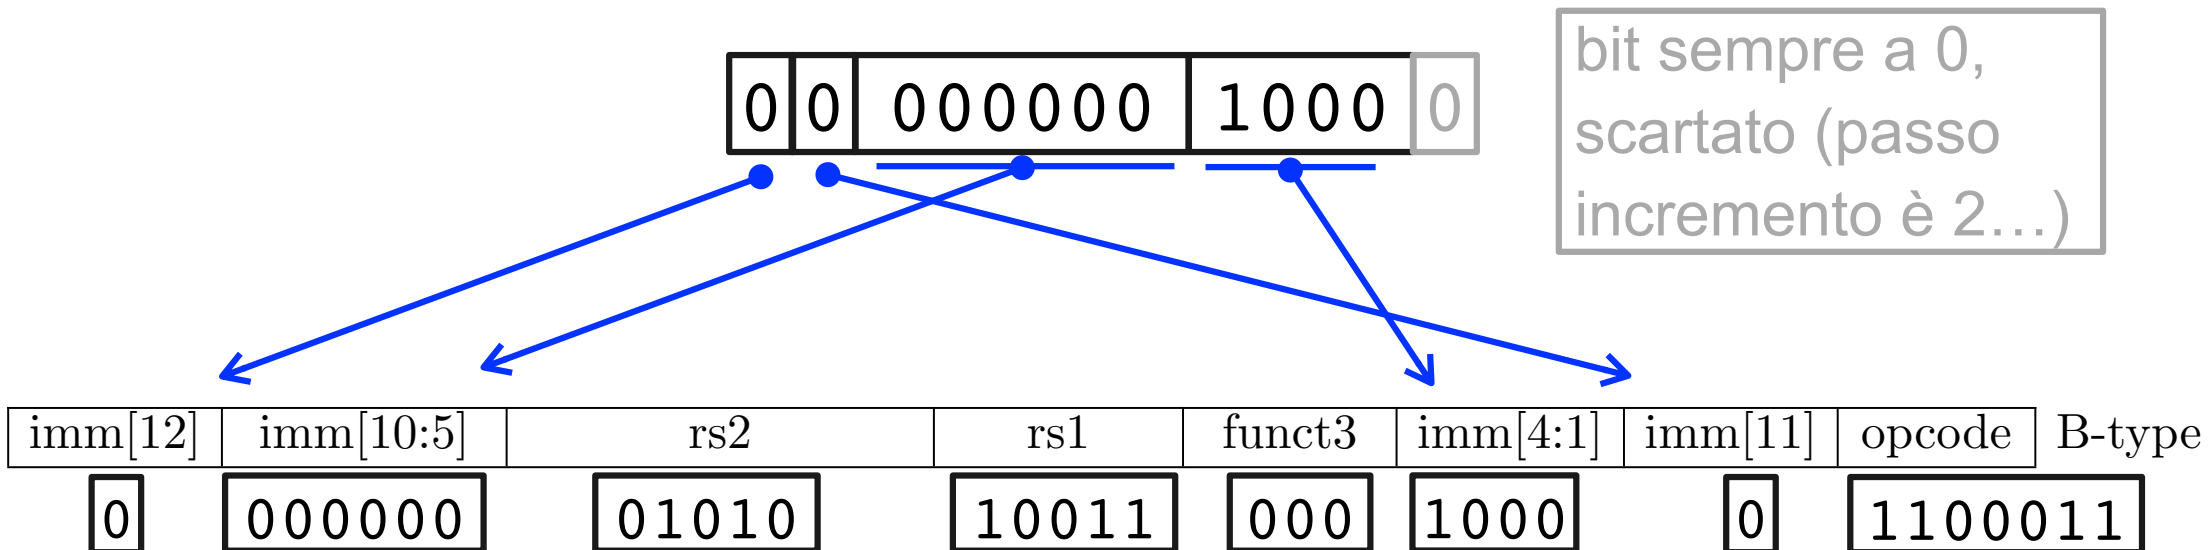 0 0 000000 1000 0
bit sempre a 0,
scartato (passo
incremento è 2...)
imm[12] imm[10:5] rs2 rs1 funct3 imm[4:1] imm[11] opcode B-type
0 000000 01010 10011 000 1000 0 1100011